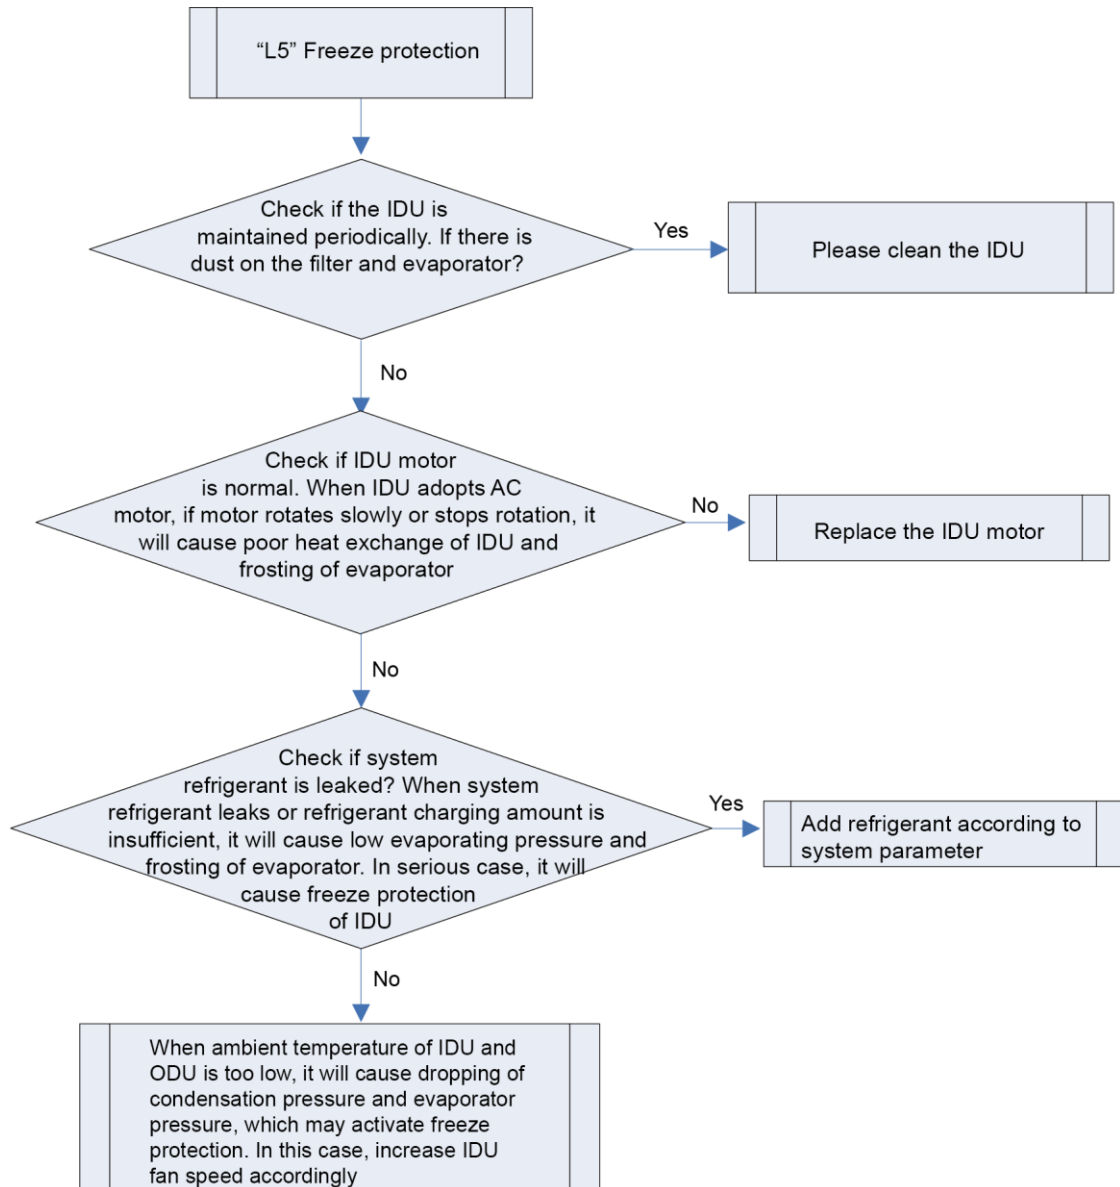 “L5” Freeze protection
Check if the IDU is
maintained periodically. If there is
dust on the filter and evaporator?
Yes
Please clean the IDU
No
Check if IDU motor
is normal. When IDU adopts AC
motor, if motor rotates slowly or stops rotation, it
will cause poor heat exchange of IDU and
frosting of evaporator
No
Replace the IDU motor
No
Check if system
refrigerant is leaked? When system
refrigerant leaks or refrigerant charging amount is
insufficient, it will cause low evaporating pressure and
frosting of evaporator. In serious case, it will
cause freeze protection
of IDU
Yes
Add refrigerant according to
system parameter
No
When ambient temperature of IDU and
ODU is too low, it will cause dropping of
condensation pressure and evaporator
pressure, which may activate freeze
protection. In this case, increase IDU
fan speed accordingly